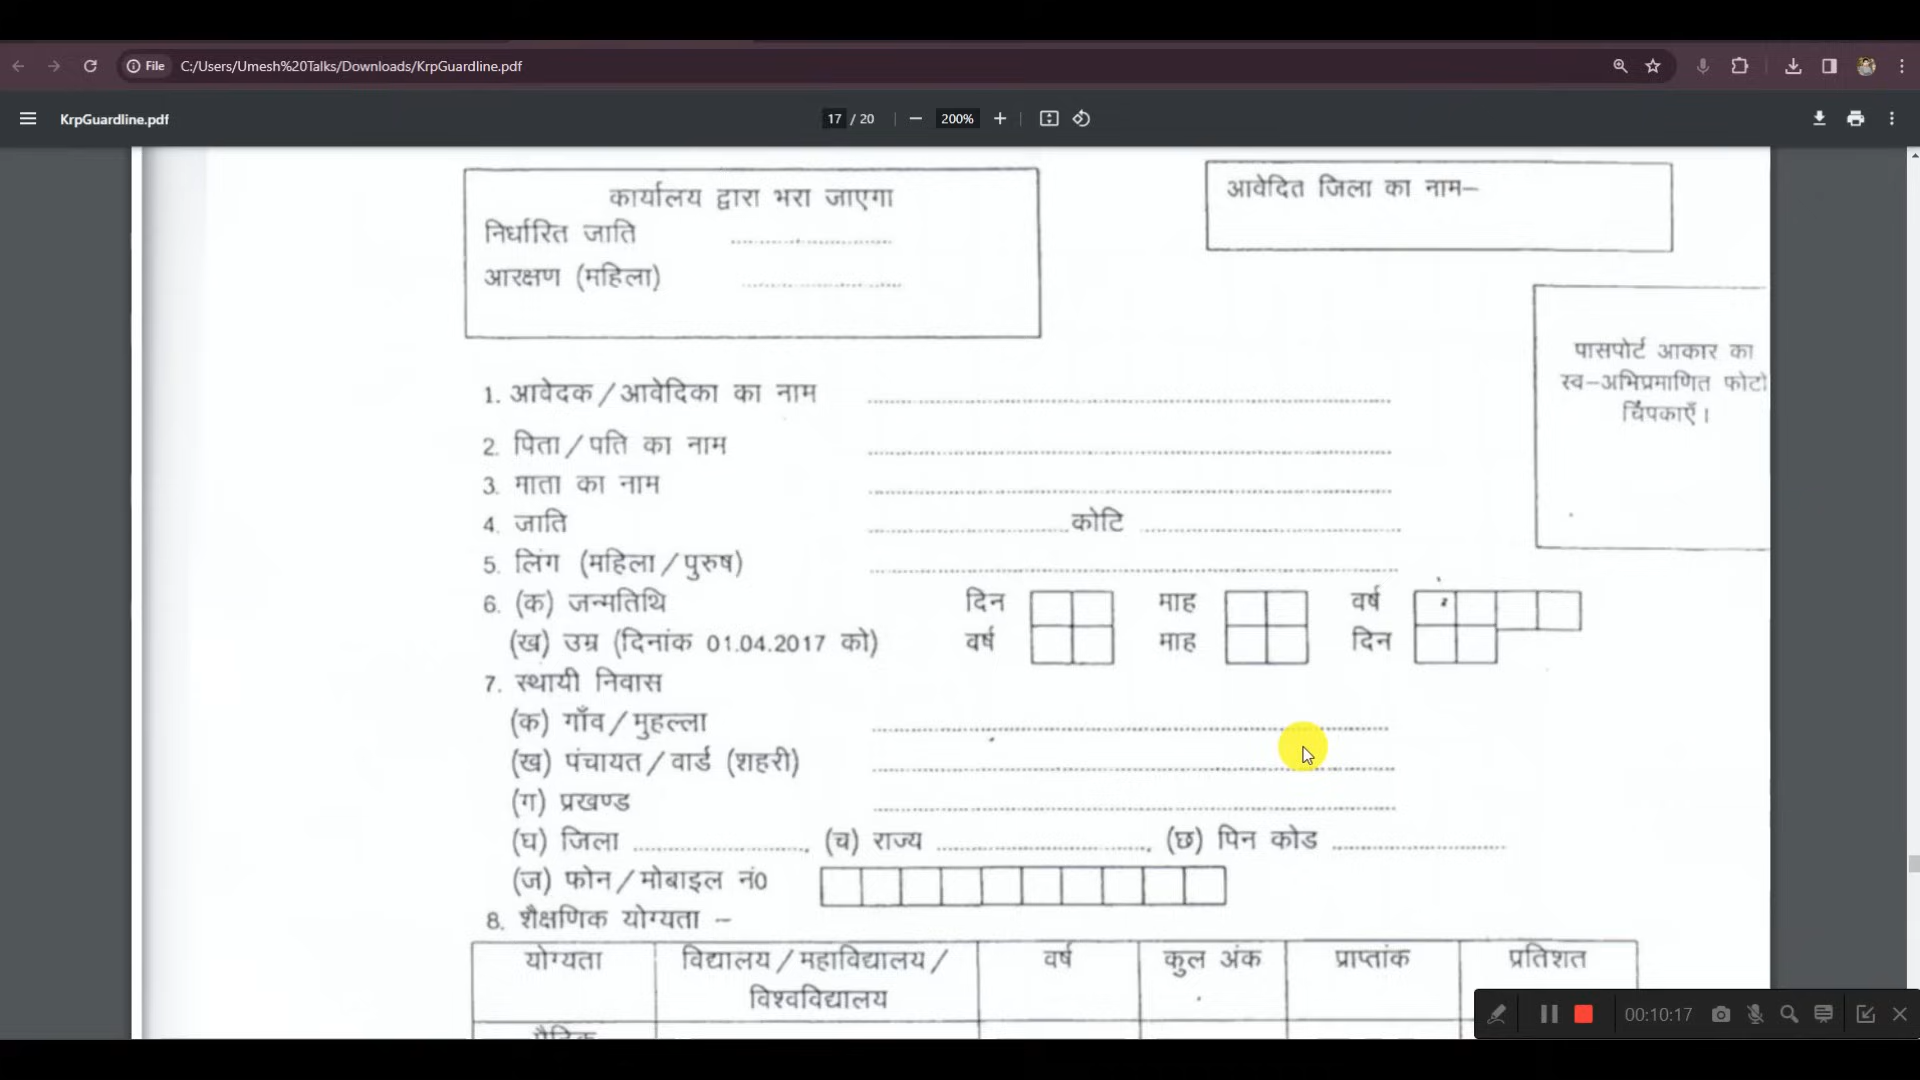 File C:/Users/Umesh%20Talks/Downloads/KrpGuardline.pdf
KrpGuardline.pdf 17 / 20 200%
कार्यालय द्वारा भरा जाएगा
निर्धारित जाति
आरक्षण (महिला)
आवेदित जिला का नाम–
पासपोर्ट आकार का
स्व–अभिप्रमाणित फोटो
चिपकाएँ।
1. आवेदक/आवेदिका का नाम
2. पिता/पति का नाम
3. माता का नाम
4. जाति कोटि
5. लिंग (महिला/पुरुष)
6. (क) जन्मतिथि दिन माह वर्ष
(ख) उम्र (दिनांक 01.04.2017 को) वर्ष माह दिन
7. स्थायी निवास
(क) गाँव/मुहल्ला
(ख) पंचायत/वार्ड (शहरी)
(ग) प्रखण्ड
(घ) जिला (च) राज्य (छ) पिन कोड
(ज) फोन/मोबाइल नं0
8. शैक्षणिक योग्यता –
योग्यता विद्यालय/महाविद्यालय/ वर्ष कुल अंक प्राप्तांक प्रतिशत
विश्वविद्यालय
00:10:17